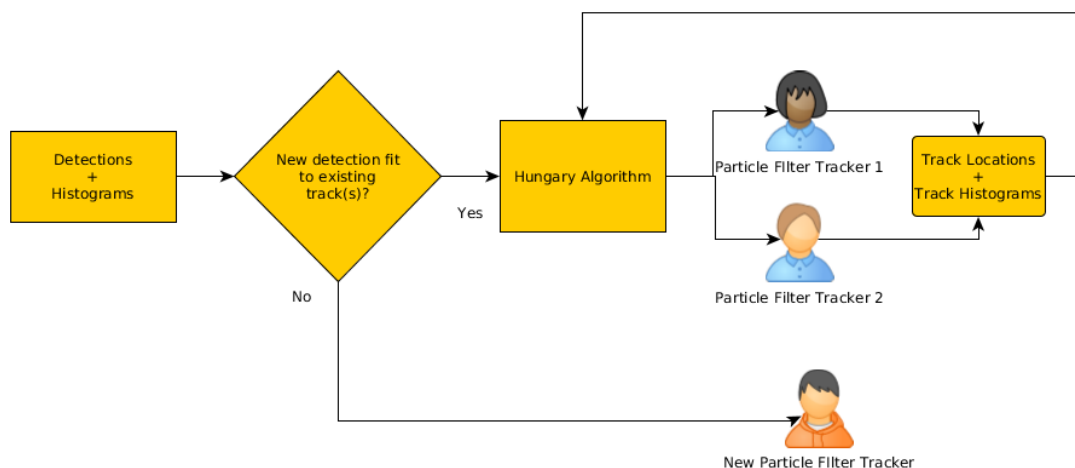 Detections
+
Histograms
New detection fit
to existing
track(s)?
Yes
No
Hungary Algorithm
Particle FIlter Tracker 1
Particle Filter Tracker 2
Track Locations
+
Track Histograms
New Particle FIlter Tracker